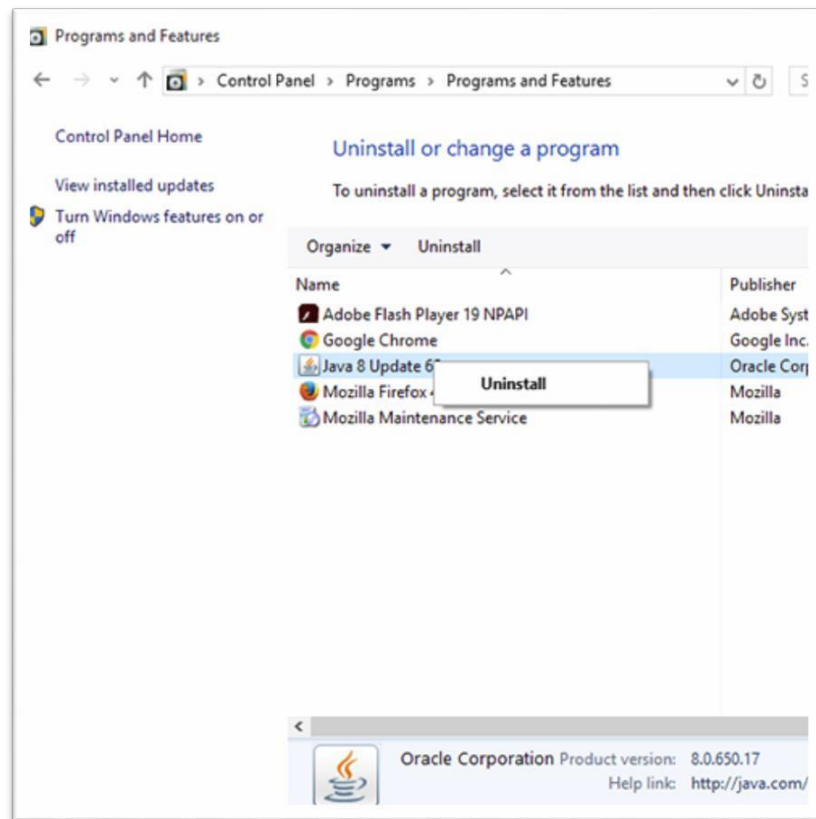 Programs and Features
Control Panel > Programs > Programs and Features
Control Panel Home
Uninstall or change a program
View installed updates
To uninstall a program, select it from the list and then click Uninsta
Turn Windows features on or
off
Organize Uninstall
Name Publisher
Adobe Flash Player 19 NPAPI Adobe Syst
Google Chrome Google Inc.
Java 8 Update 6 Oracle Corp
Uninstall
Mozilla Firefox Mozilla
Mozilla Maintenance Service Mozilla
Oracle Corporation Product version: 8.0.650.17
Help link: http://java.com/